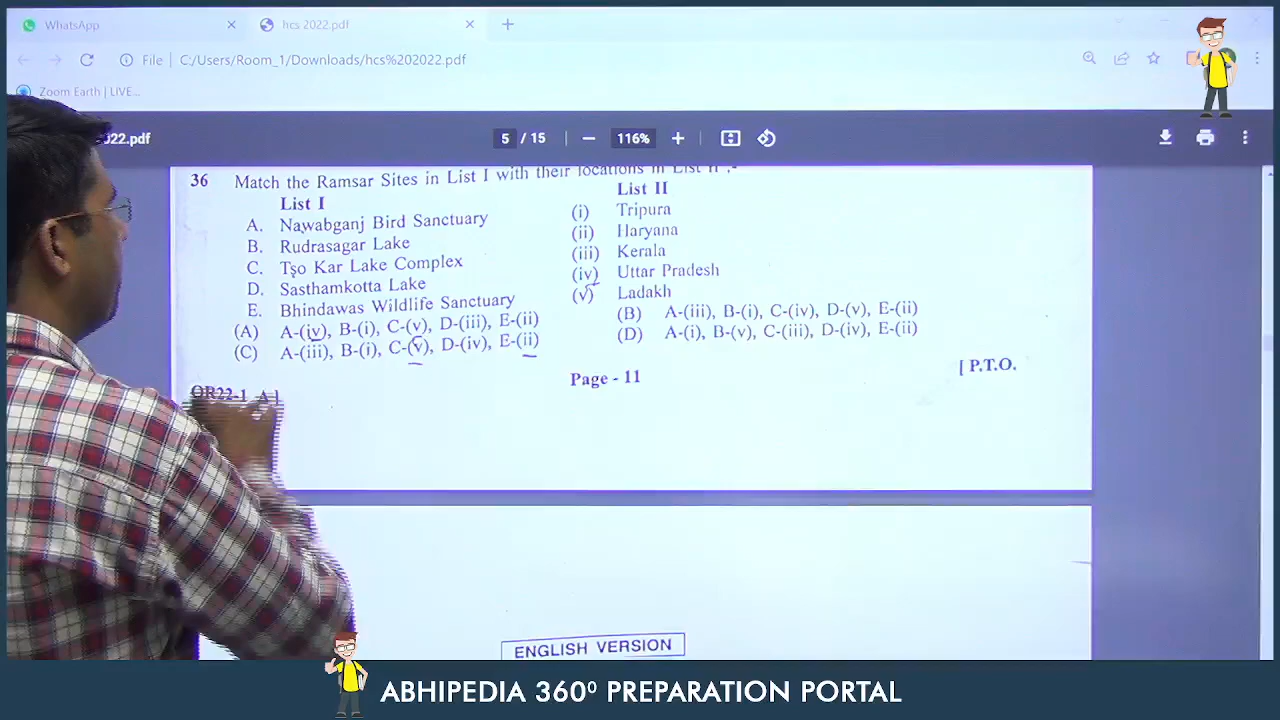 WhatsApp
hcs 2022.pdf
File | C:/Users/Room_1/Downloads/hcs%202022.pdf
Zoom Earth | LIVE...
022.pdf
5 / 15
116%
36 Match the Ramsar Sites in List I with their locations in List II :-
List I List II
A. Nawabganj Bird Sanctuary (i) Tripura
B. Rudrasagar Lake (ii) Haryana
C. Tso Kar Lake Complex (iii) Kerala
D. Sasthamkotta Lake (iv) Uttar Pradesh
E. Bhindawas Wildlife Sanctuary (v) Ladakh
(A) A-(iv), B-(i), C-(v), D-(iii), E-(ii) (B) A-(iii), B-(i), C-(iv), D-(v), E-(ii)
(C) A-(iii), B-(i), C-(v), D-(iv), E-(ii) (D) A-(i), B-(v), C-(iii), D-(iv), E-(ii)
OR22-1 A ] Page - 11 [ P.T.O.
ENGLISH VERSION
ABHIPEDIA 360⁰ PREPARATION PORTAL